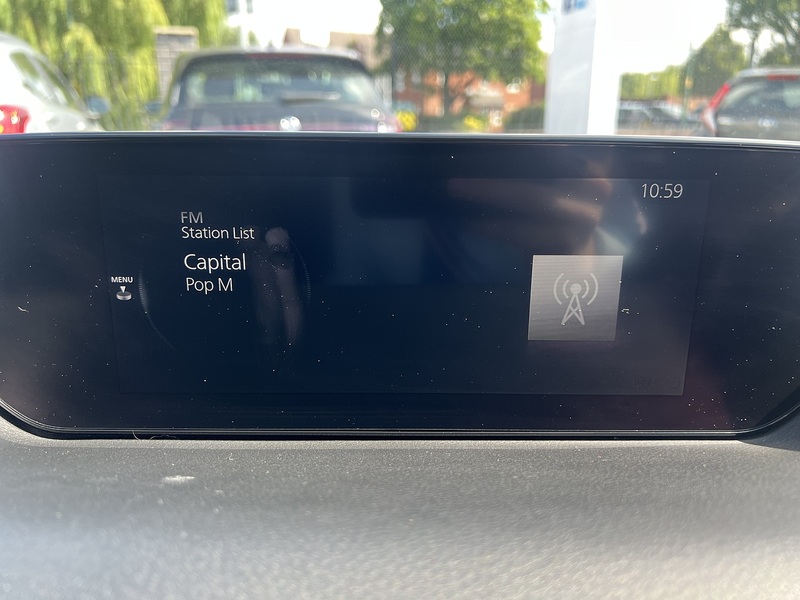 10:59
FM
Station List
Capital
Pop M
MENU